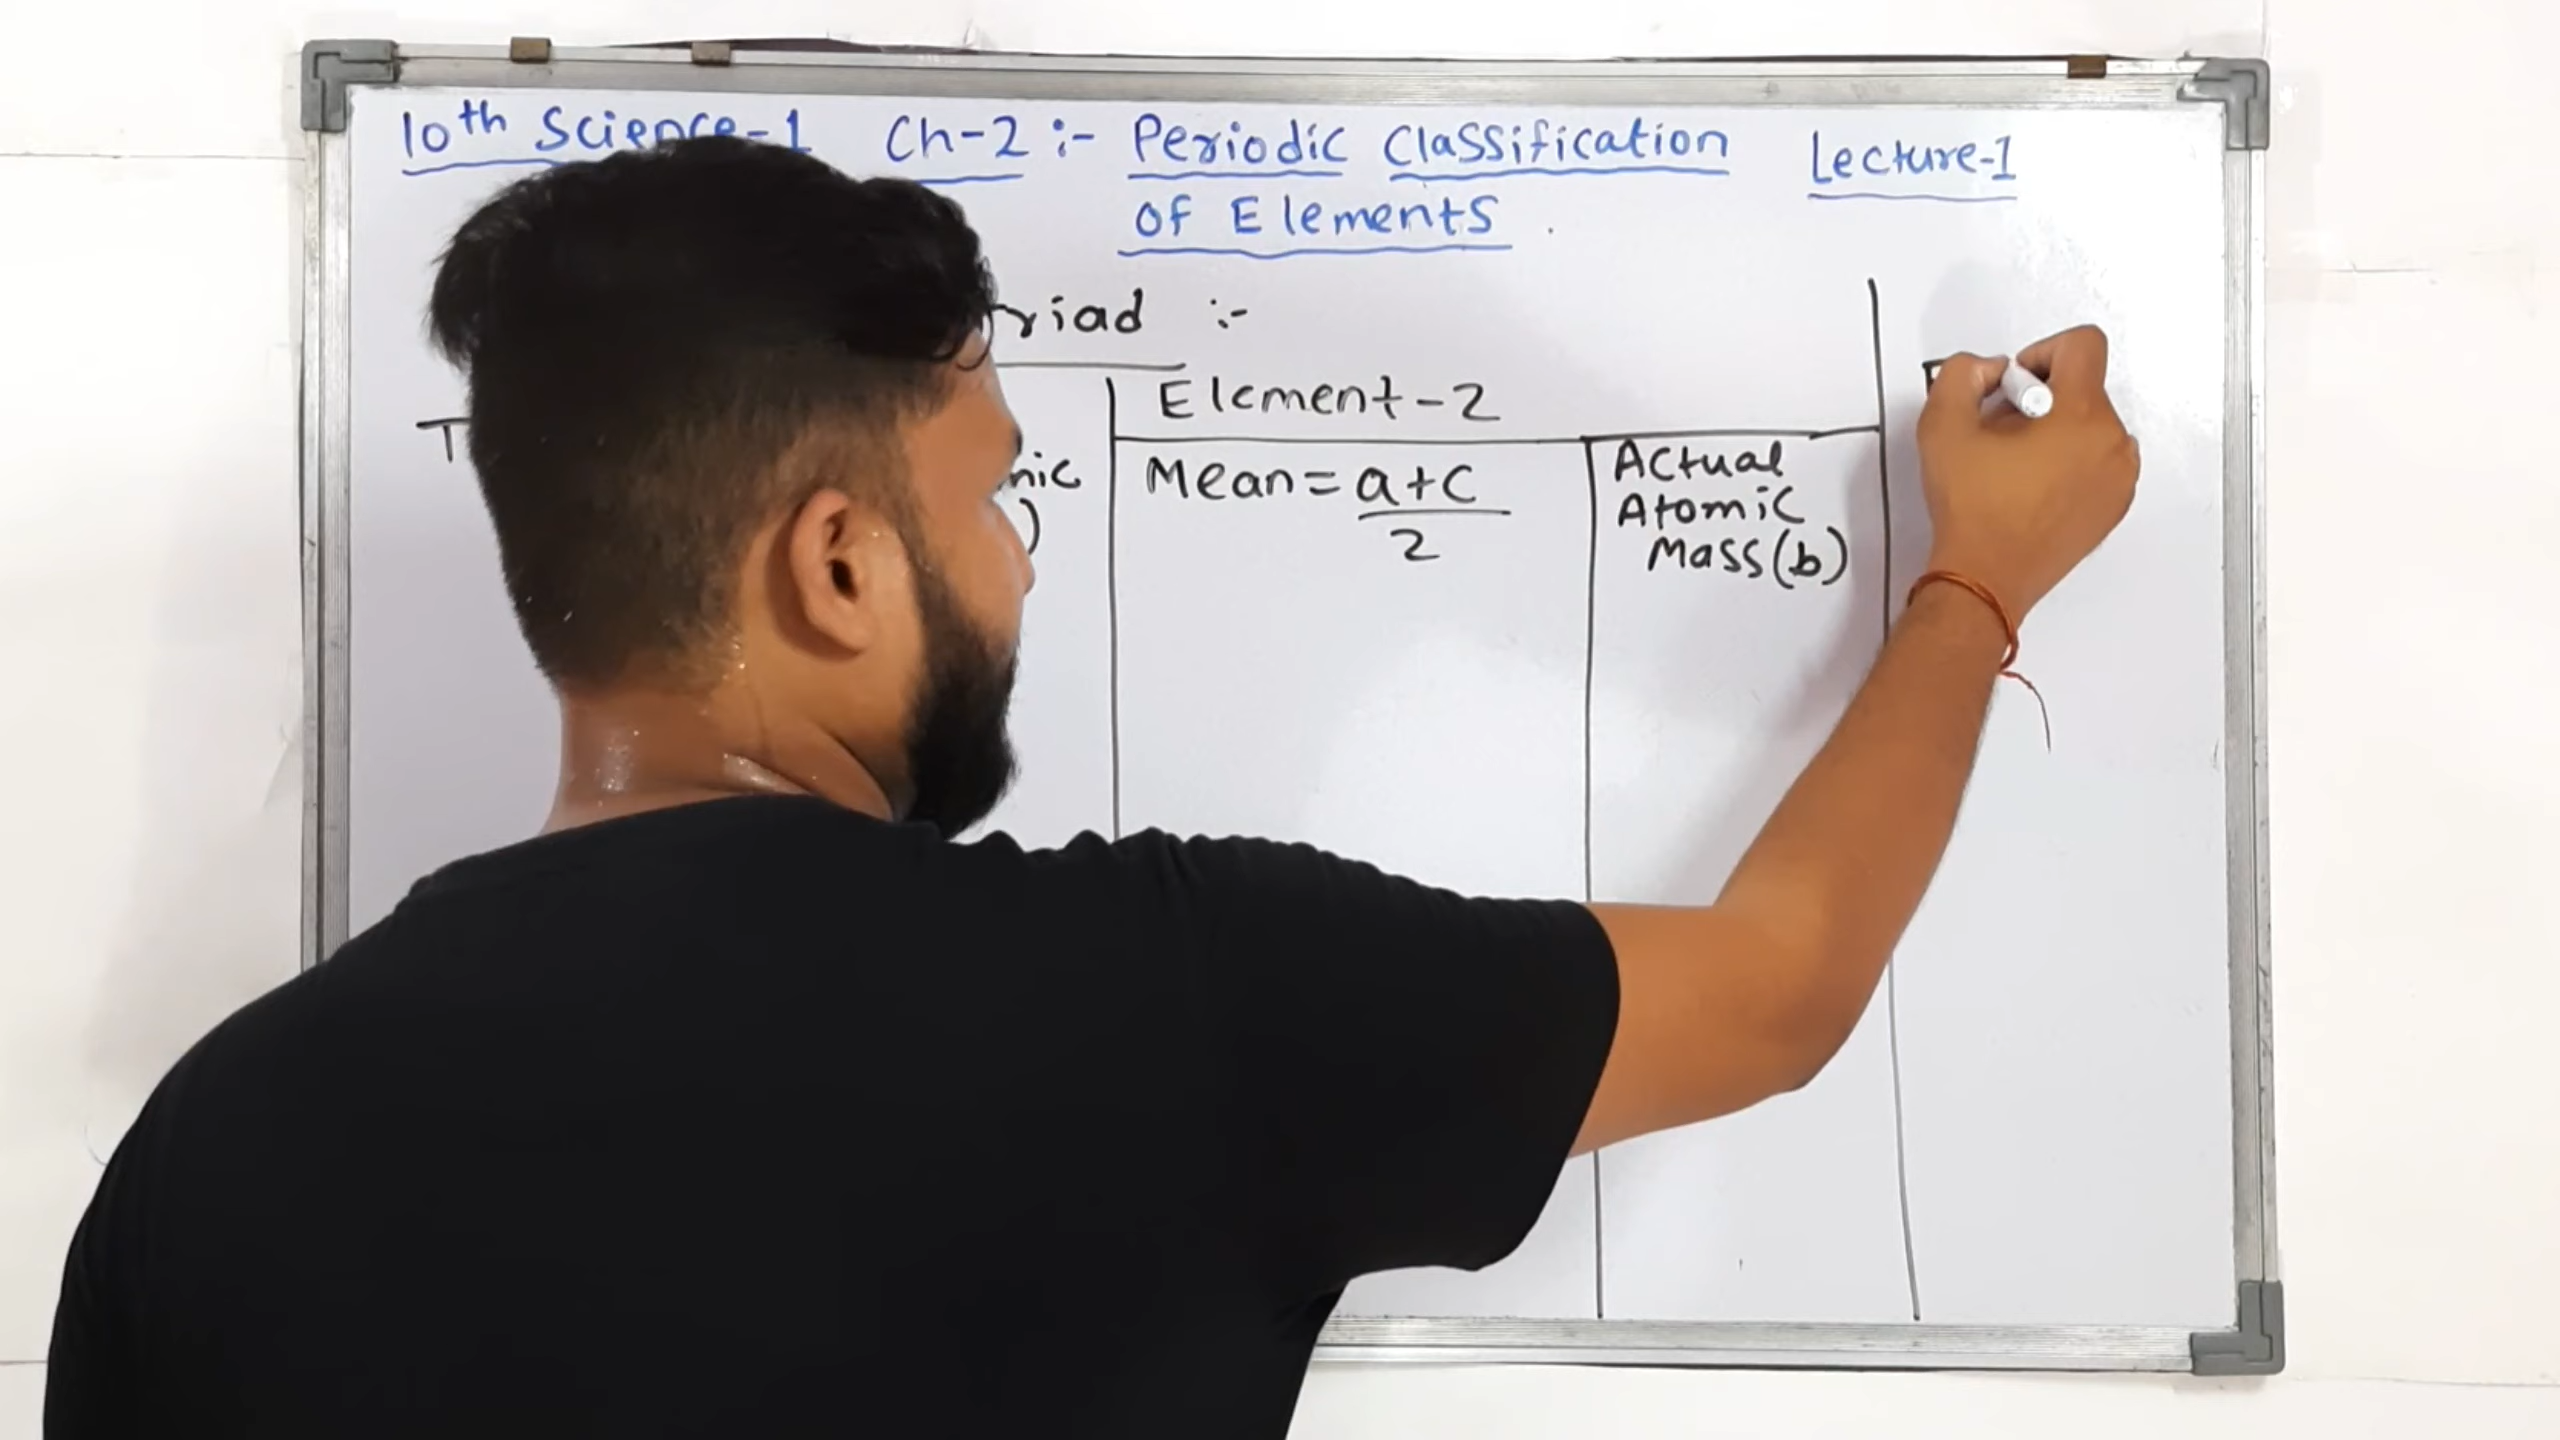 10th Science-1 Ch-2 :- Periodic Classification Lecture-1
of Elements .
riad :-
Element-2
Mean = a+c
2
Actual
Atomic
Mass (b)